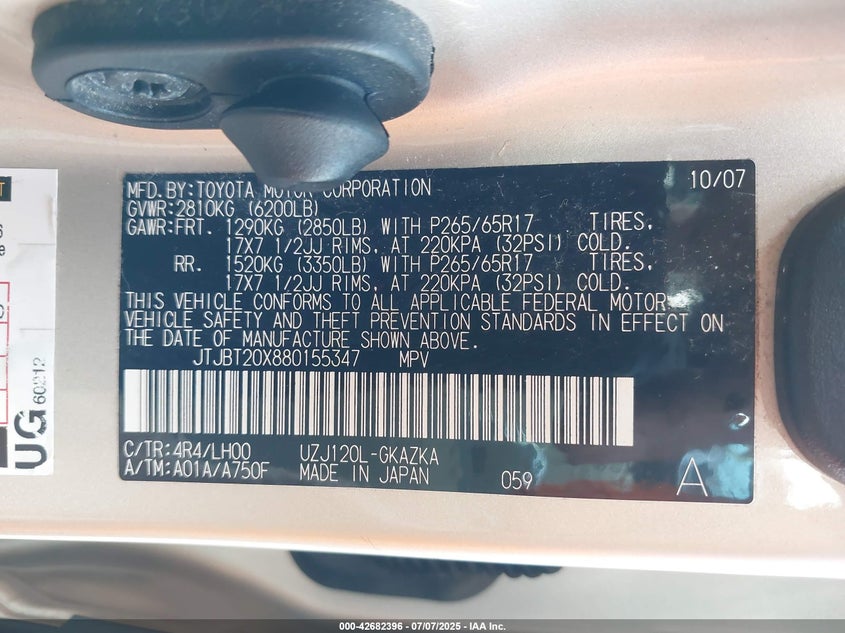 MFD. BY: TOYOTA MOTOR CORPORATION 10/07
GVWR: 2810KG (6200LB)
GAWR: FRT. 1290KG (2850LB) WITH P265/65R17 TIRES,
17X7 1/2JJ RIMS, AT 220KPA (32PSI) COLD.
RR. 1520KG (3350LB) WITH P265/65R17 TIRES,
17X7 1/2JJ RIMS, AT 220KPA (32PSI) COLD.
THIS VEHICLE CONFORMS TO ALL APPLICABLE FEDERAL MOTOR
VEHICLE SAFETY AND THEFT PREVENTION STANDARDS IN EFFECT ON
THE DATE OF MANUFACTURE SHOWN ABOVE.
JTJBT20X880155347 MPV
C/TR: 4R4/LH00 UZJ120L-GKAZKA
A/TM: A01A/A750F MADE IN JAPAN 059 A
UG 60212
000-42682396 - 07/07/2025 - IAA Inc.